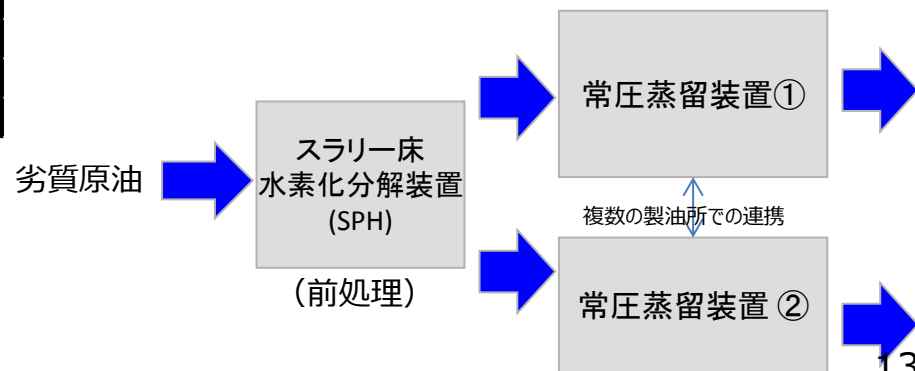 常圧蒸留装置①
劣質原油
スラリー床
水素化分解装置
(SPH)
(前処理)
複数の製油所での連携
常圧蒸留装置 ②
13